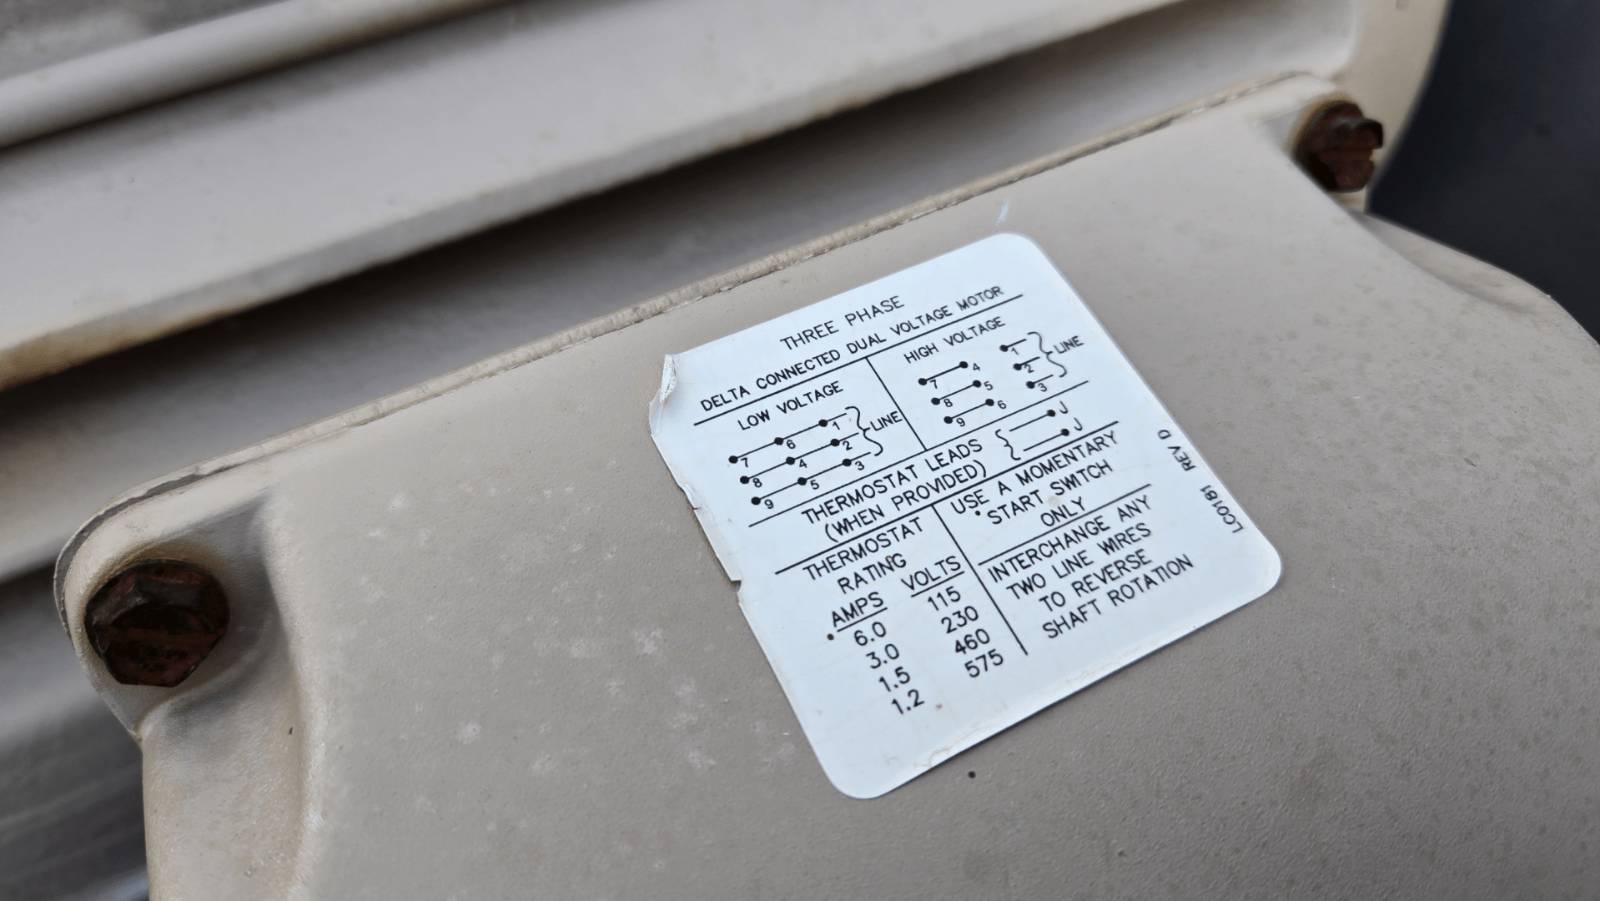 THREE PHASE
DELTA CONNECTED DUAL VOLTAGE MOTOR
LOW VOLTAGE
7 6 1
8 4 2
9 5 3
LINE
HIGH VOLTAGE
7 4 1
8 5 2
9 6 3
LINE
THERMOSTAT LEADS
(WHEN PROVIDED)
J
J
THERMOSTAT
RATING
AMPS VOLTS
6.0 115
3.0 230
1.5 460
1.2 575
USE A MOMENTARY
START SWITCH
ONLY
INTERCHANGE ANY
TWO LINE WIRES
TO REVERSE
SHAFT ROTATION
LC0181 REV D